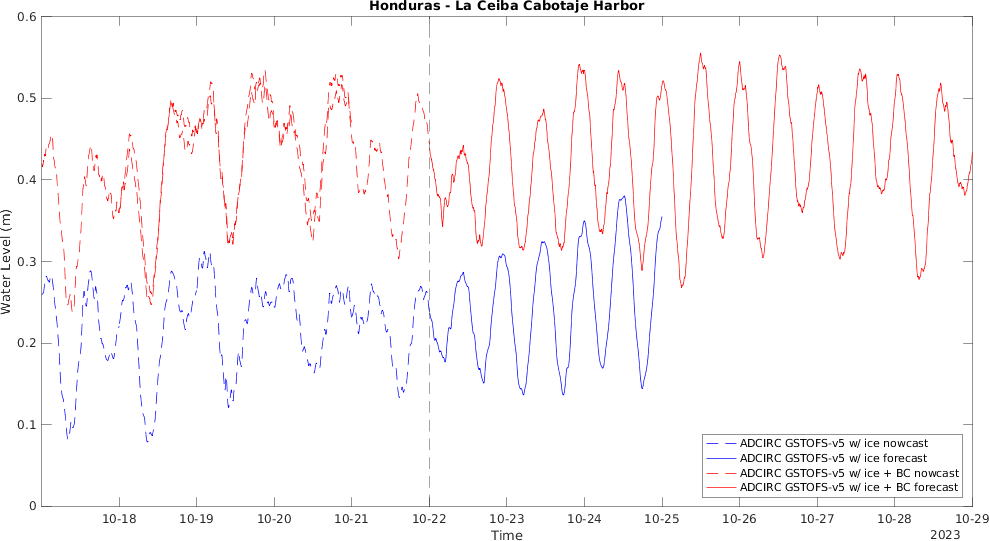 Honduras - La Ceiba Cabotaje Harbor
0.6
0.5
0.4
0.3
0.2
0.1
0
Water Level (m)
ADCIRC GSTOFS-v5 w/ ice nowcast
ADCIRC GSTOFS-v5 w/ ice forecast
ADCIRC GSTOFS-v5 w/ ice + BC nowcast
ADCIRC GSTOFS-v5 w/ ice + BC forecast
10-18 10-19 10-20 10-21 10-22 10-23 10-24 10-25 10-26 10-27 10-28 10-29
Time
2023